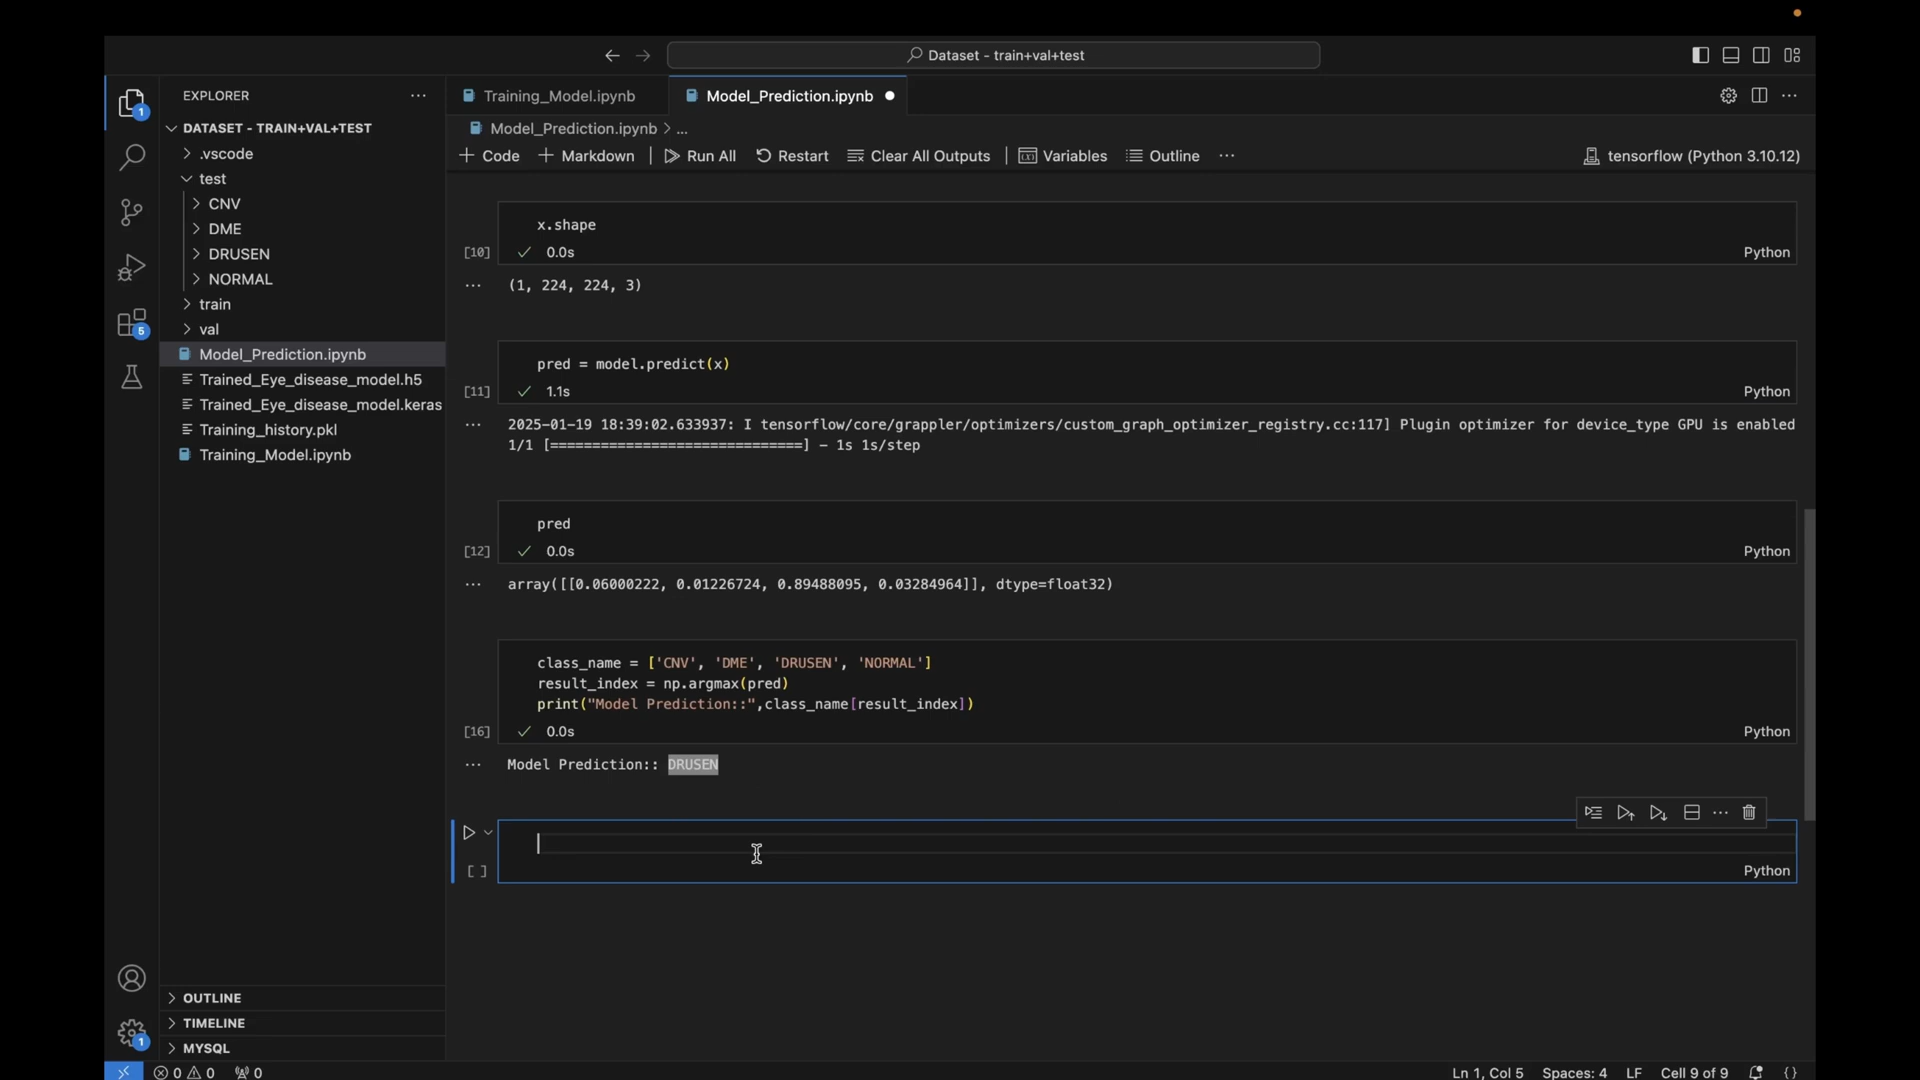 Dataset - train+val+test
EXPLORER
1
DATASET - TRAIN+VAL+TEST
.vscode
test
CNV
DME
DRUSEN
NORMAL
train
val
5
Model_Prediction.ipynb
Trained_Eye_disease_model.h5
Trained_Eye_disease_model.keras
Training_history.pkl
Training_Model.ipynb
OUTLINE
TIMELINE
1
MYSQL
Training_Model.ipynb
Model_Prediction.ipynb
Model_Prediction.ipynb > ...
+ Code + Markdown Run All Restart Clear All Outputs Variables Outline ...
tensorflow (Python 3.10.12)
x.shape
[10] 0.0s Python
(1, 224, 224, 3)
pred = model.predict(x)
[11] 1.1s Python
2025-01-19 18:39:02.633937: I tensorflow/core/grappler/optimizers/custom_graph_optimizer_registry.cc:117] Plugin optimizer for device_type GPU is enabled
1/1 [==============================] - 1s 1s/step
pred
[12] 0.0s Python
array([[0.06000222, 0.01226724, 0.89488095, 0.03284964]], dtype=float32)
class_name = ['CNV', 'DME', 'DRUSEN', 'NORMAL']
result_index = np.argmax(pred)
print("Model Prediction::",class_name[result_index])
[16] 0.0s Python
Model Prediction:: DRUSEN
[ ] Python
0 0 0
Ln 1, Col 5 Spaces: 4 LF Cell 9 of 9 {}